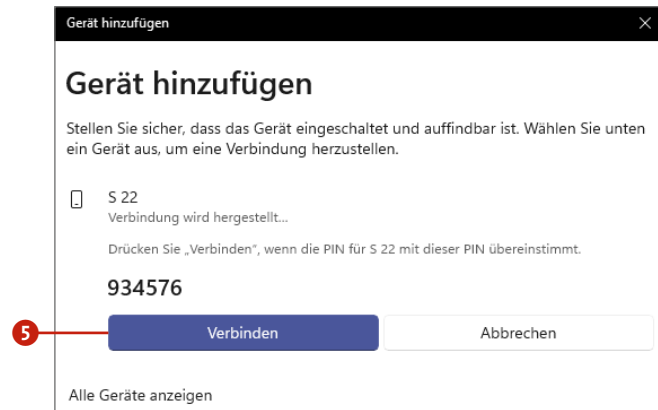 Gerät hinzufügen
Gerät hinzufügen
Stellen Sie sicher, dass das Gerät eingeschaltet und auffindbar ist. Wählen Sie unten
ein Gerät aus, um eine Verbindung herzustellen.
S 22
Verbindung wird hergestellt...
Drücken Sie „Verbinden“, wenn die PIN für S 22 mit dieser PIN übereinstimmt.
934576
5 Verbinden Abbrechen
Alle Geräte anzeigen